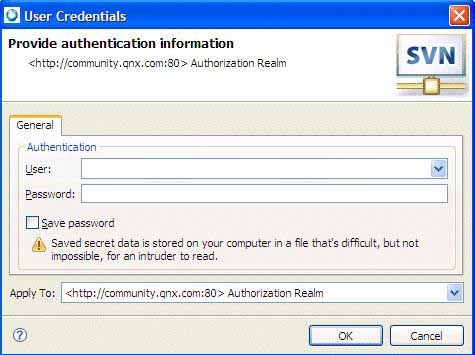 User Credentials
Provide authentication information
<http://community.qnx.com:80> Authorization Realm
SVN
General
Authentication
User:
Password:
Save password
Saved secret data is stored on your computer in a file that's difficult, but not
impossible, for an intruder to read.
Apply To: <http://community.qnx.com:80> Authorization Realm
OK Cancel